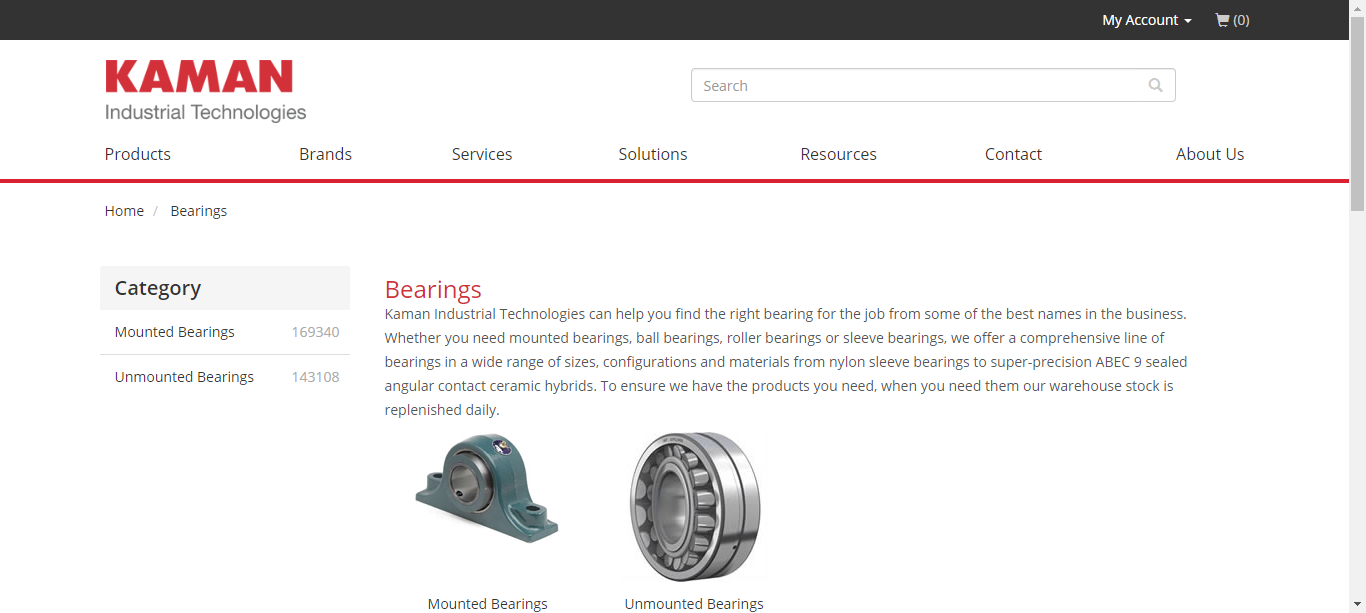 My Account (0)
KAMAN
Industrial Technologies
Search
Products Brands Services Solutions Resources Contact About Us
Home / Bearings
Category
Mounted Bearings 169340
Unmounted Bearings 143108
Bearings
Kaman Industrial Technologies can help you find the right bearing for the job from some of the best names in the business.
Whether you need mounted bearings, ball bearings, roller bearings or sleeve bearings, we offer a comprehensive line of
bearings in a wide range of sizes, configurations and materials from nylon sleeve bearings to super-precision ABEC 9 sealed
angular contact ceramic hybrids. To ensure we have the products you need, when you need them our warehouse stock is
replenished daily.
Mounted Bearings Unmounted Bearings